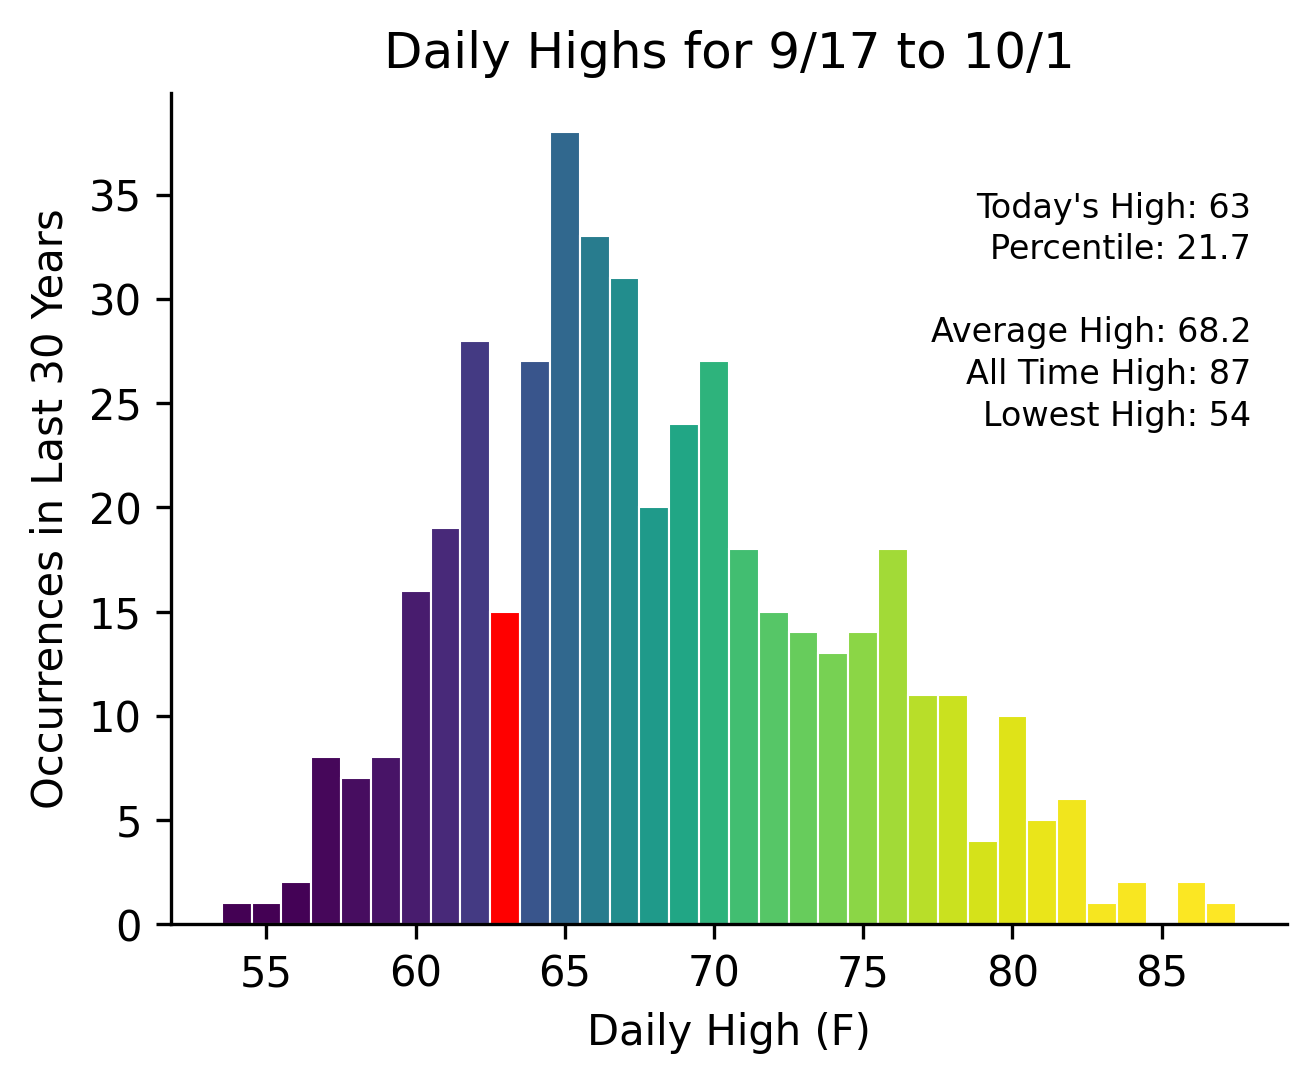 Daily Highs for 9/17 to 10/1
Today's High: 63
Percentile: 21.7
Average High: 68.2
All Time High: 87
Lowest High: 54
Occurrences in Last 30 Years
35
30
25
20
15
10
5
0
55 60 65 70 75 80 85
Daily High (F)